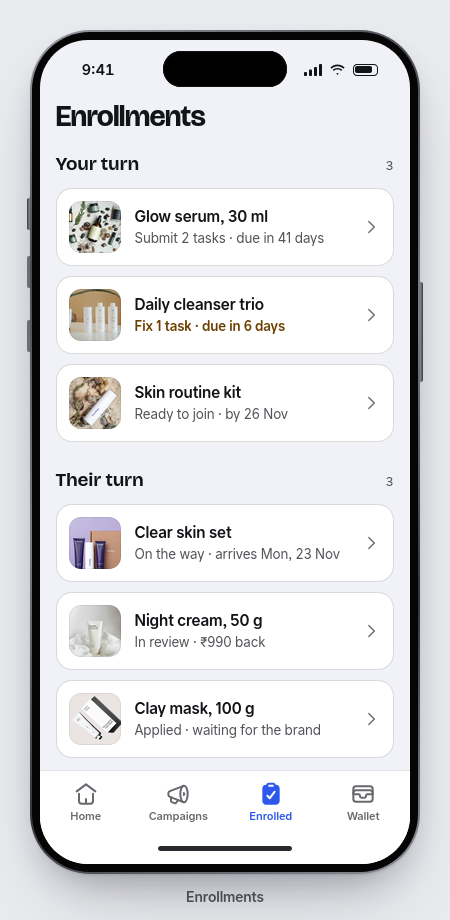 9:41
Enrollments
Your turn 3
Glow serum, 30 ml
Submit 2 tasks · due in 41 days
Daily cleanser trio
Fix 1 task · due in 6 days
Skin routine kit
Ready to join · by 26 Nov
Their turn 3
Clear skin set
On the way · arrives Mon, 23 Nov
Night cream, 50 g
In review · ₹990 back
Clay mask, 100 g
Applied · waiting for the brand
Home Campaigns Enrolled Wallet
Enrollments